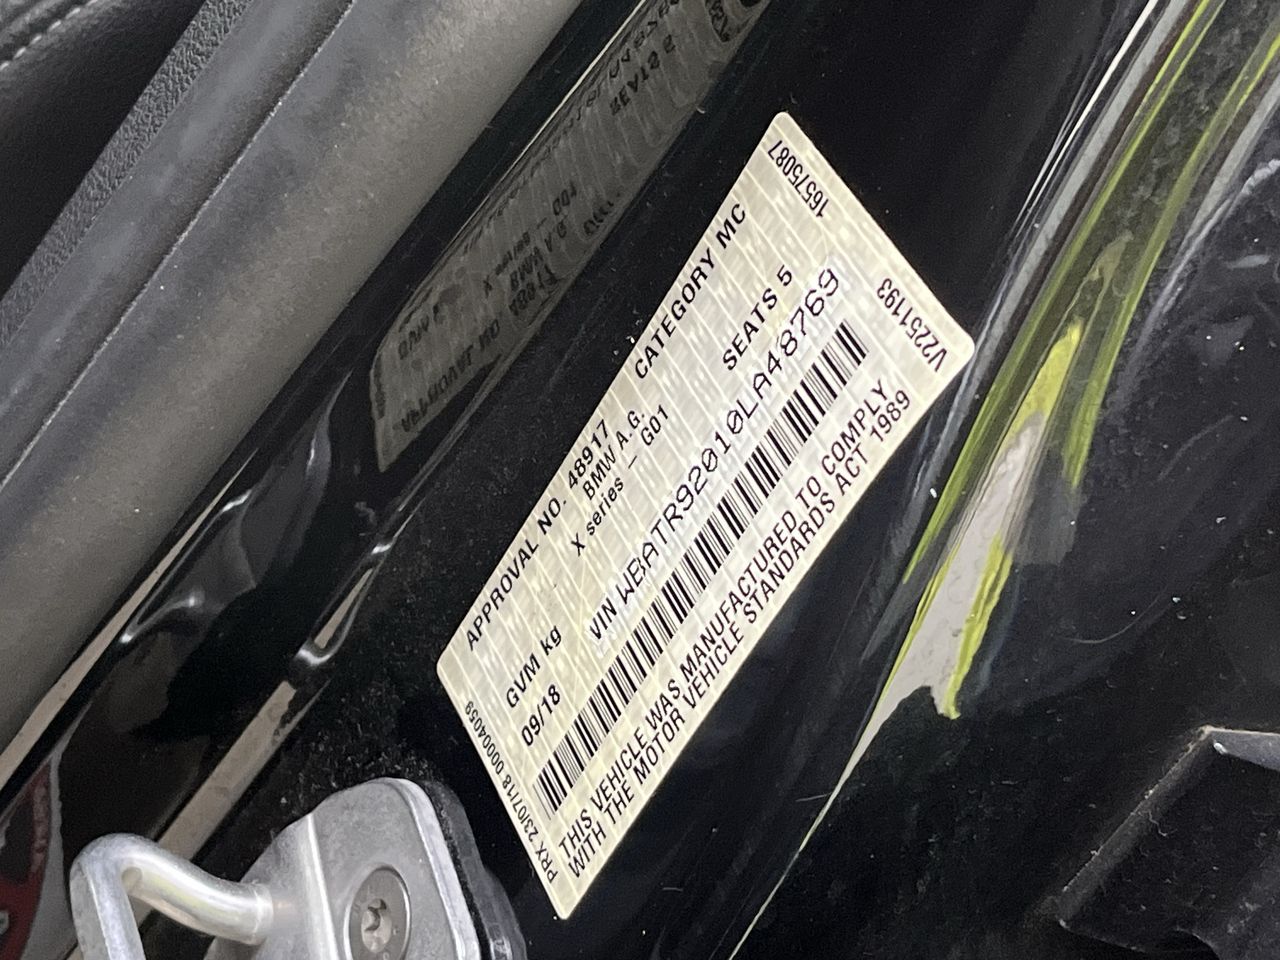 16575087
APPROVAL NO. 48917 CATEGORY MC
BMW A.G.
X series – G01
GVM kg SEATS 5
09/18 VIN WBATR92010LA48769
V2251193
PRX 23/07/18 00004059
THIS VEHICLE WAS MANUFACTURED TO COMPLY
WITH THE MOTOR VEHICLE STANDARDS ACT 1989